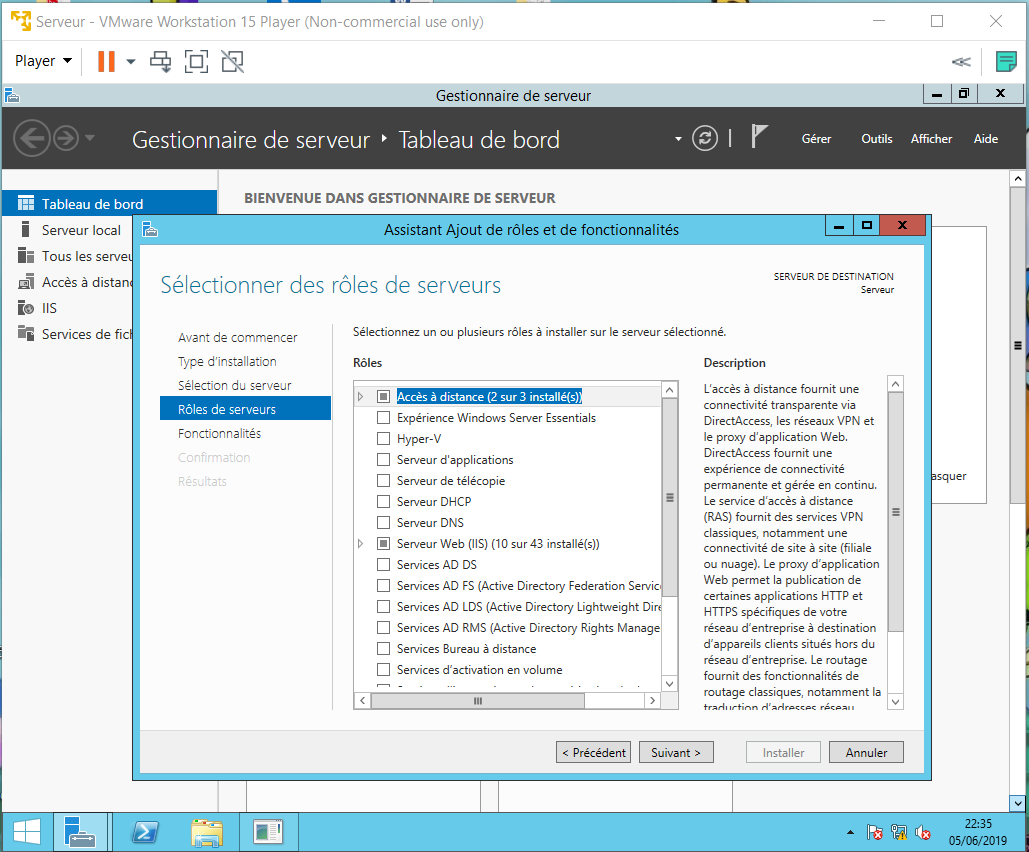 Serveur - VMware Workstation 15 Player (Non-commercial use only)
Player
Gestionnaire de serveur
Gestionnaire de serveur
Tableau de bord
Gérer
Outils
Afficher
Aide
Tableau de bord
Serveur local
Tous les serveu
Accès à distanc
IIS
Services de fich
BIENVENUE DANS GESTIONNAIRE DE SERVEUR
asquer
Assistant Ajout de rôles et de fonctionnalités
Sélectionner des rôles de serveurs
SERVEUR DE DESTINATION
Serveur
Avant de commencer
Type d'installation
Sélection du serveur
Rôles de serveurs
Fonctionnalités
Confirmation
Résultats
Sélectionnez un ou plusieurs rôles à installer sur le serveur sélectionné.
Rôles
Accès à distance (2 sur 3 installé(s))
Expérience Windows Server Essentials
Hyper-V
Serveur d'applications
Serveur de télécopie
Serveur DHCP
Serveur DNS
Serveur Web (IIS) (10 sur 43 installé(s))
Services AD DS
Services AD FS (Active Directory Federation Servic
Services AD LDS (Active Directory Lightweight Dire
Services AD RMS (Active Directory Rights Manage
Services Bureau à distance
Services d'activation en volume
Description
L'accès à distance fournit une
connectivité transparente via
DirectAccess, les réseaux VPN et
le proxy d'application Web.
DirectAccess fournit une
expérience de connectivité
permanente et gérée en continu.
Le service d'accès à distance
(RAS) fournit des services VPN
classiques, notamment une
connectivité de site à site (filiale
ou nuage). Le proxy d'application
Web permet la publication de
certaines applications HTTP et
HTTPS spécifiques de votre
réseau d'entreprise à destination
d'appareils clients situés hors du
réseau d'entreprise. Le routage
fournit des fonctionnalités de
routage classiques, notamment la
traduction d'adresses réseau
< Précédent
Suivant >
Installer
Annuler
22:35
05/06/2019